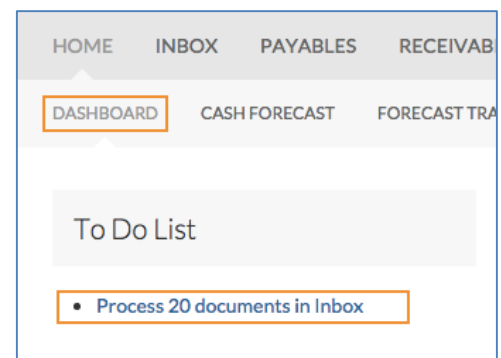 HOME INBOX PAYABLES RECEIVAB
DASHBOARD CASH FORECAST FORECAST TRA
To Do List
• Process 20 documents in Inbox